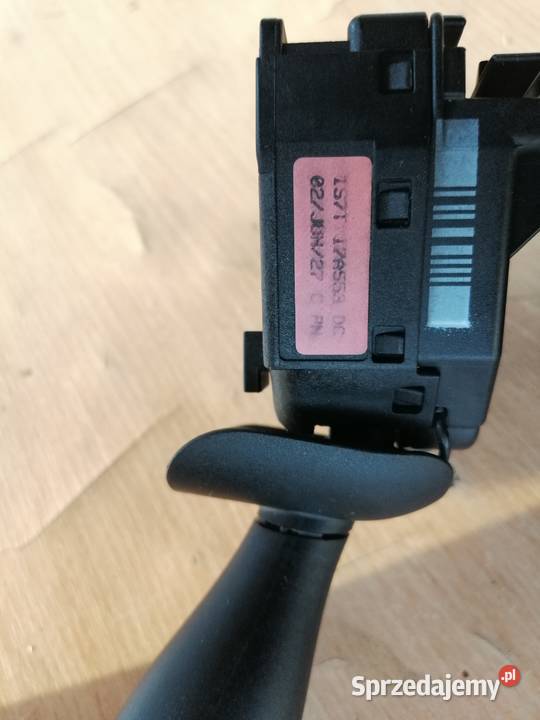 1S7T 17A553 DC
02/JUN/27 C PN
Sprzedajemy.pl